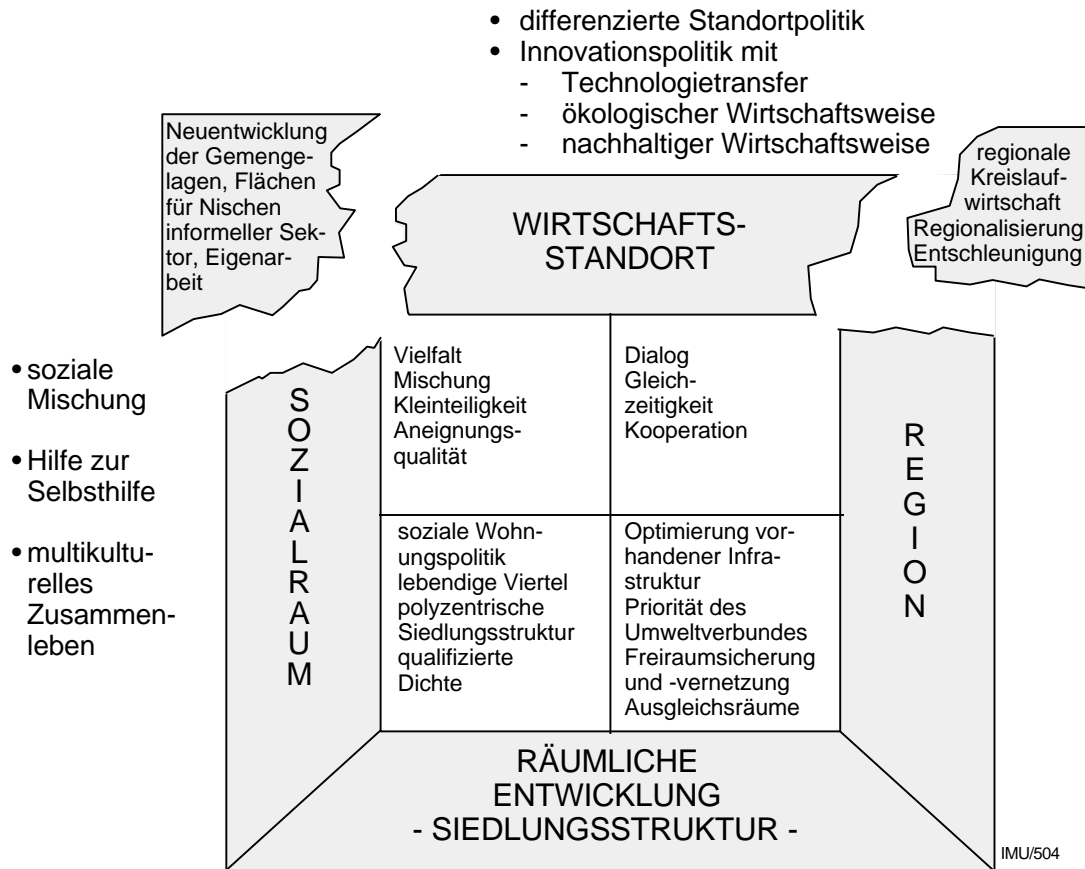 • differenzierte Standortpolitik
• Innovationspolitik mit
- Technologietransfer
- ökologischer Wirtschaftsweise
- nachhaltiger Wirtschaftsweise
Neuentwicklung
der Gemenge-
lagen, Flächen
für Nischen
informeller Sek-
tor, Eigenar-
beit
WIRTSCHAFTS-
STANDORT
regionale
Kreislauf-
wirtschaft
Regionalisierung
Entschleunigung
• soziale
Mischung
• Hilfe zur
Selbsthilfe
• multikultu-
relles
Zusammen-
leben
SOZIALRAUM
Vielfalt
Mischung
Kleinteiligkeit
Aneignungs-
qualität
Dialog
Gleich-
zeitigkeit
Kooperation
soziale Wohn-
ungspolitik
lebendige Viertel
polyzentrische
Siedlungsstruktur
qualifizierte
Dichte
Optimierung vor-
handener Infra-
struktur
Priorität des
Umweltverbundes
Freiraumsicherung
und -vernetzung
Ausgleichsräume
REGION
RÄUMLICHE
ENTWICKLUNG
- SIEDLUNGSSTRUKTUR -
IMU/504